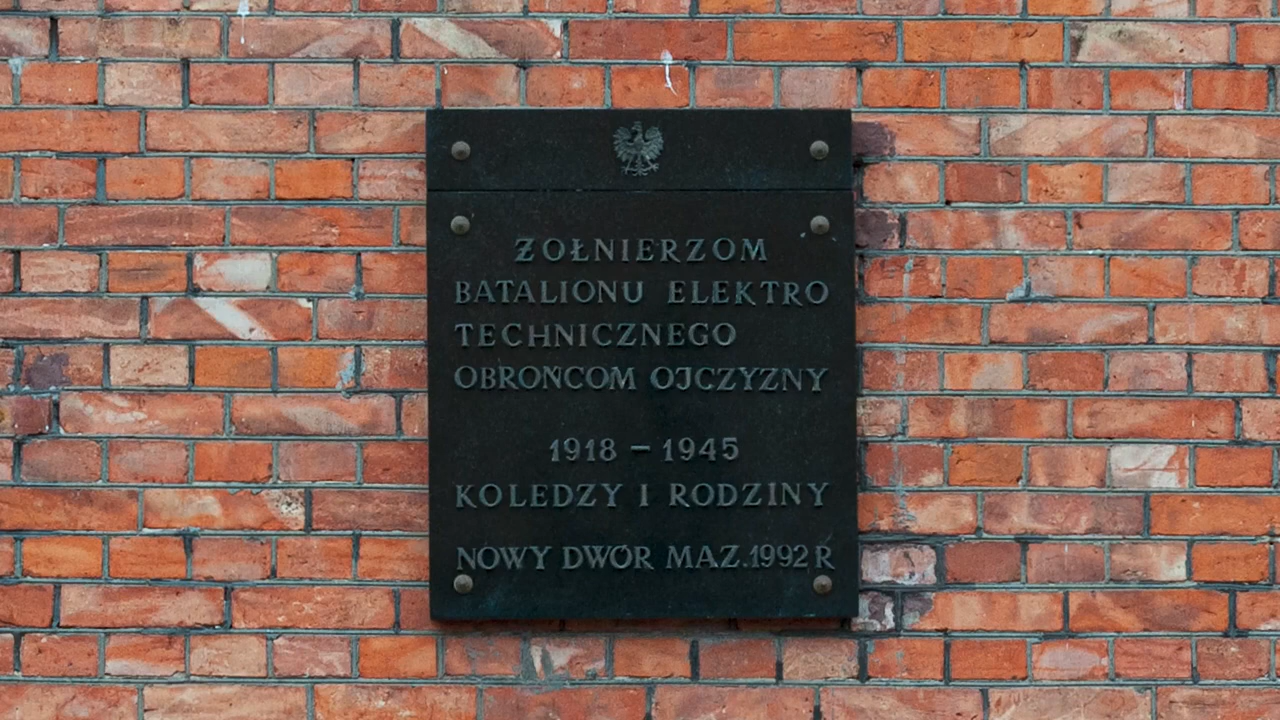 ŻOŁNIERZOM
BATALIONU ELEKTRO
TECHNICZNEGO
OBROŃCOM OJCZYZNY
1918 – 1945
KOLEDZY I RODZINY
NOWY DWÓR MAZ. 1992 R